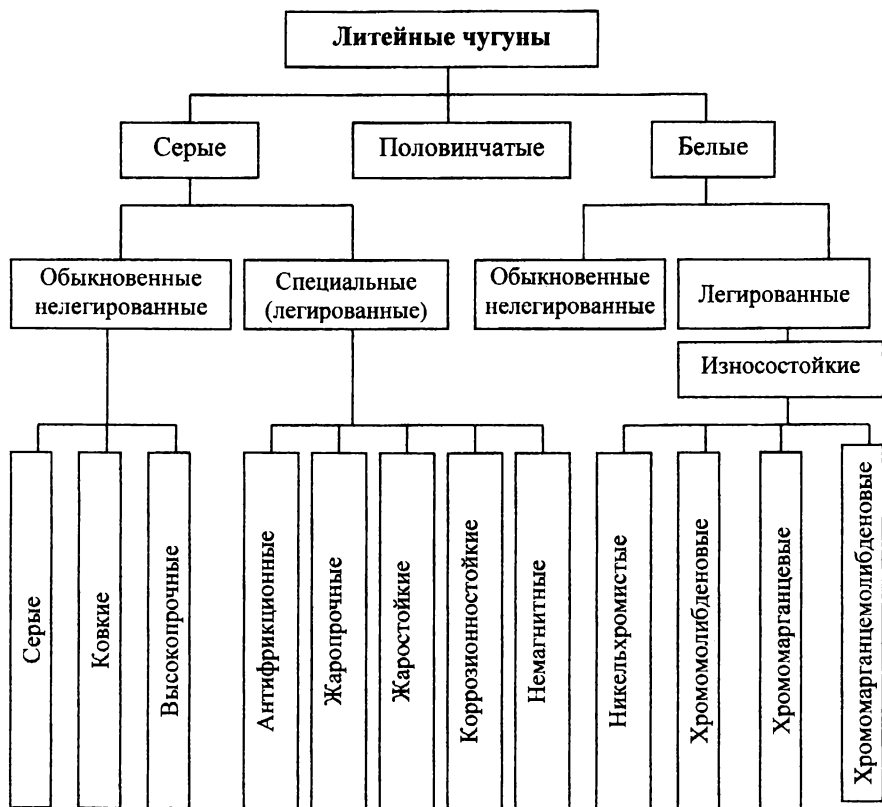 Литейные чугуны
Серые
Половинчатые
Белые
Обыкновенные
нелегированные
Специальные
(легированные)
Обыкновенные
нелегированные
Легированные
Износостойкие
Серые
Ковкие
Высокопрочные
Антифрикционные
Жаропрочные
Жаростойкие
Коррозионностойкие
Немагнитные
Никельхромистые
Хромомолибденовые
Хромомарганцевые
Хромомарганцемолибденовые